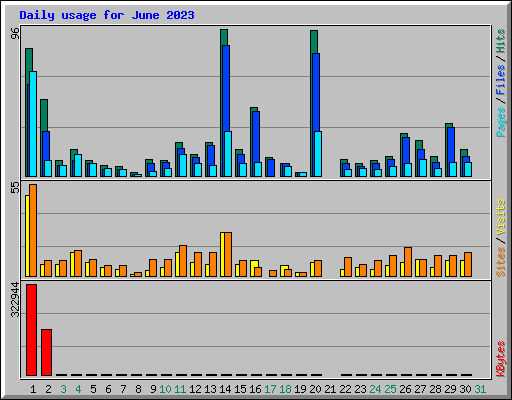 Daily usage for June 2023
96
55
322944
Pages / Files / Hits
Sites / Visits
KBytes
1 2 3 4 5 6 7 8 9 10 11 12 13 14 15 16 17 18 19 20 21 22 23 24 25 26 27 28 29 30 31